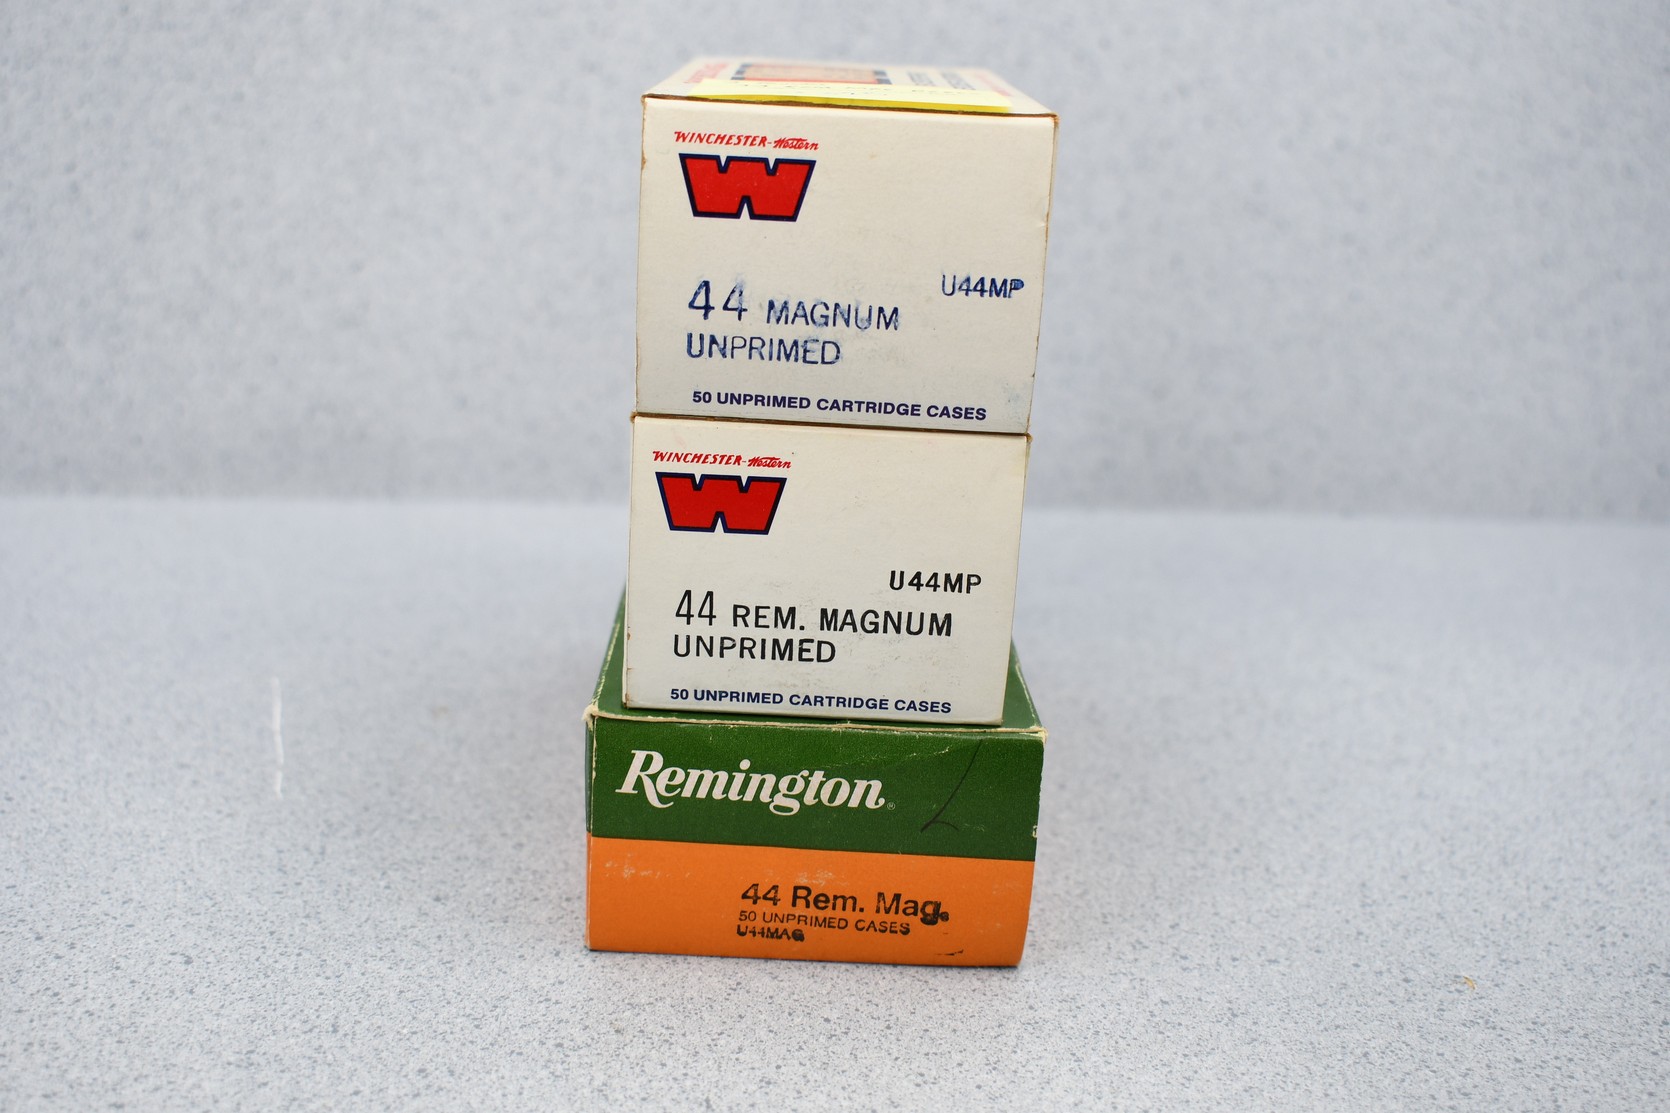 WINCHESTER-Western
W
U44MP
44 MAGNUM
UNPRIMED
50 UNPRIMED CARTRIDGE CASES
WINCHESTER-Western
W
U44MP
44 REM. MAGNUM
UNPRIMED
50 UNPRIMED CARTRIDGE CASES
Remington®
44 Rem. Mag.
50 UNPRIMED CASES
U44MAG